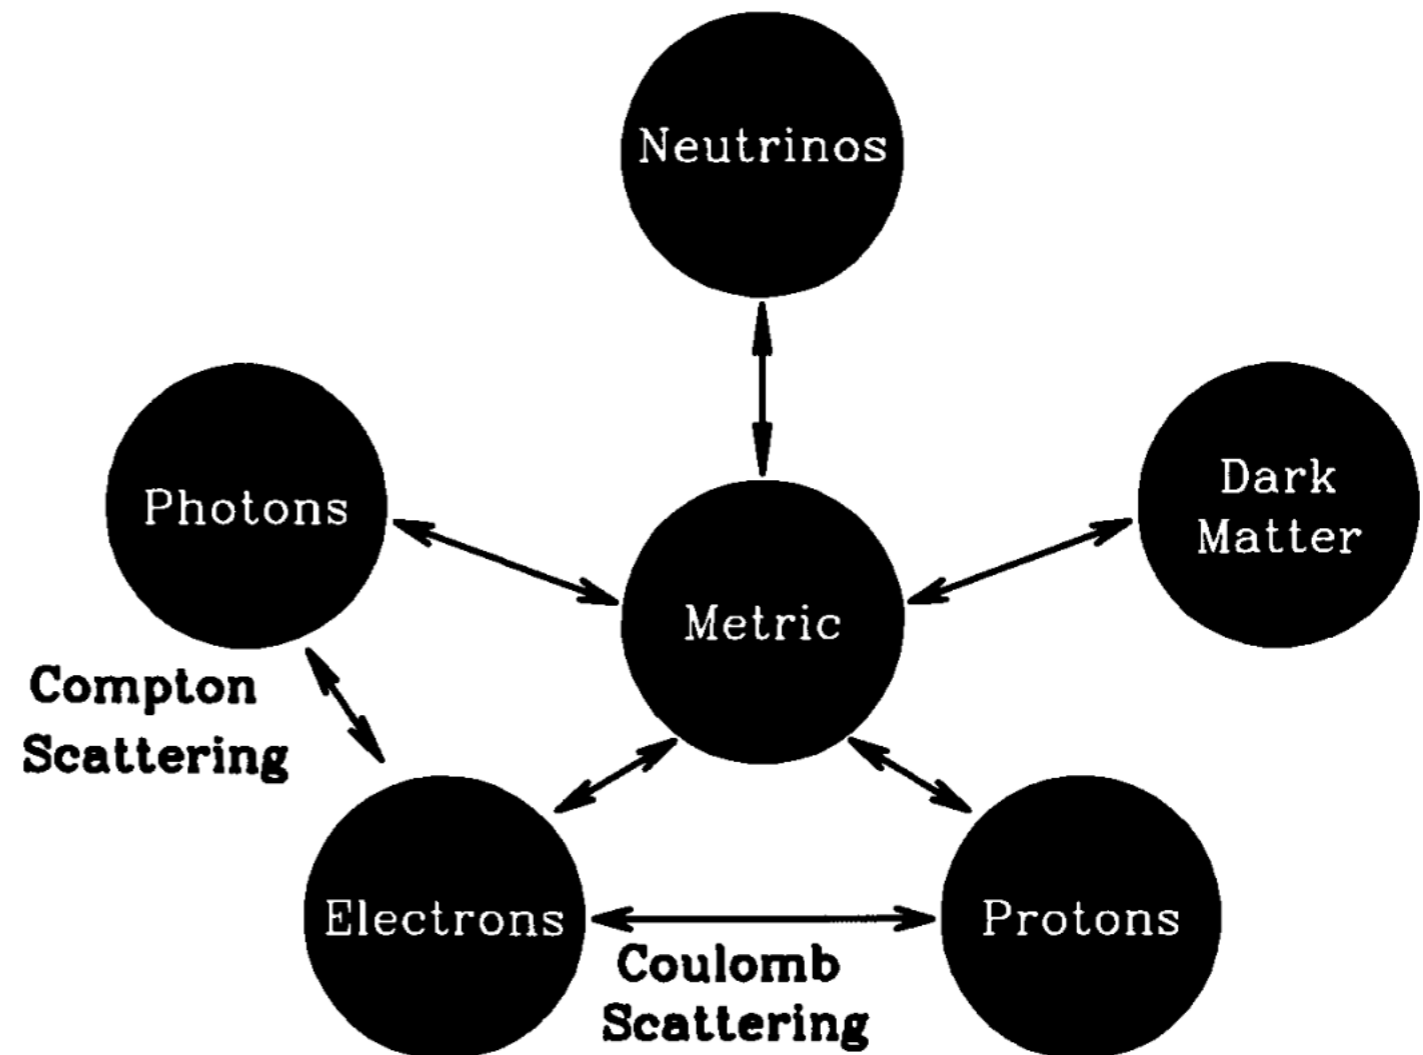 Neutrinos
Photons
Dark
Matter
Metric
Compton
Scattering
Electrons
Protons
Coulomb
Scattering